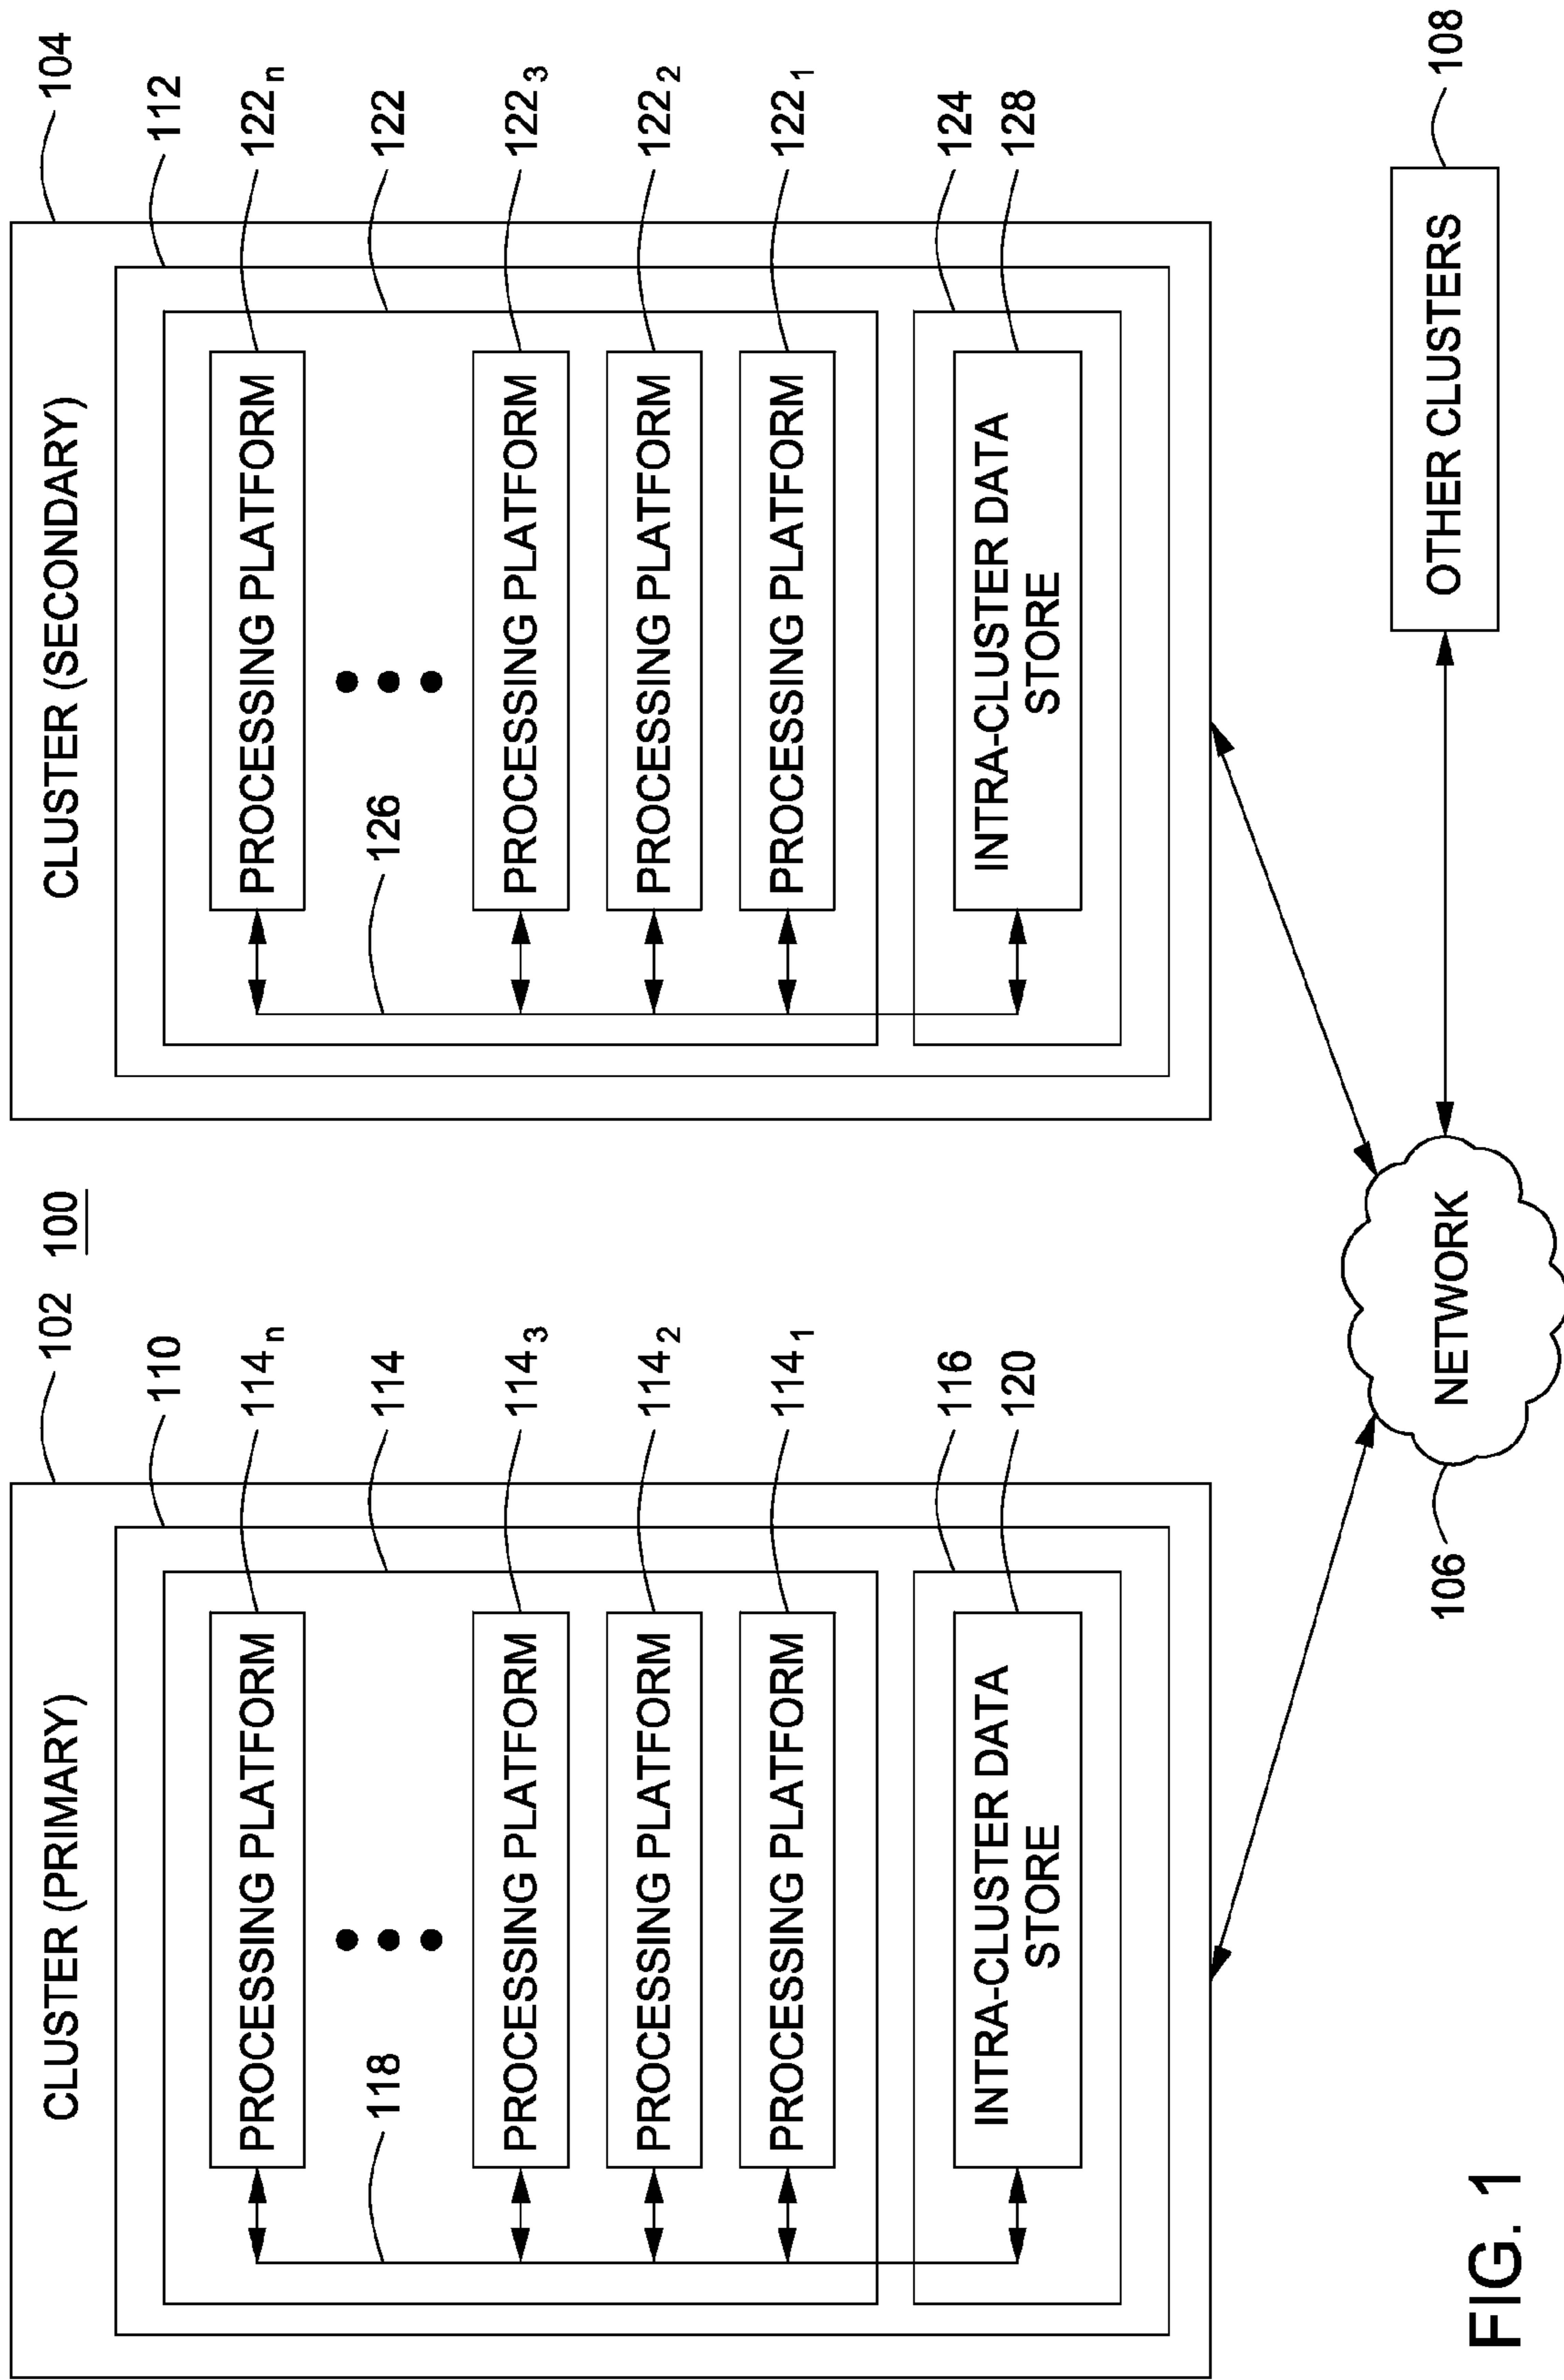 100
CLUSTER (PRIMARY)
102
110
PROCESSING PLATFORM
114n
118
114
PROCESSING PLATFORM
1143
PROCESSING PLATFORM
1142
PROCESSING PLATFORM
1141
116
INTRA-CLUSTER DATA
STORE
120
CLUSTER (SECONDARY)
104
112
PROCESSING PLATFORM
122n
126
122
PROCESSING PLATFORM
1223
PROCESSING PLATFORM
1222
PROCESSING PLATFORM
1221
124
INTRA-CLUSTER DATA
STORE
128
106
NETWORK
OTHER CLUSTERS
108
FIG. 1